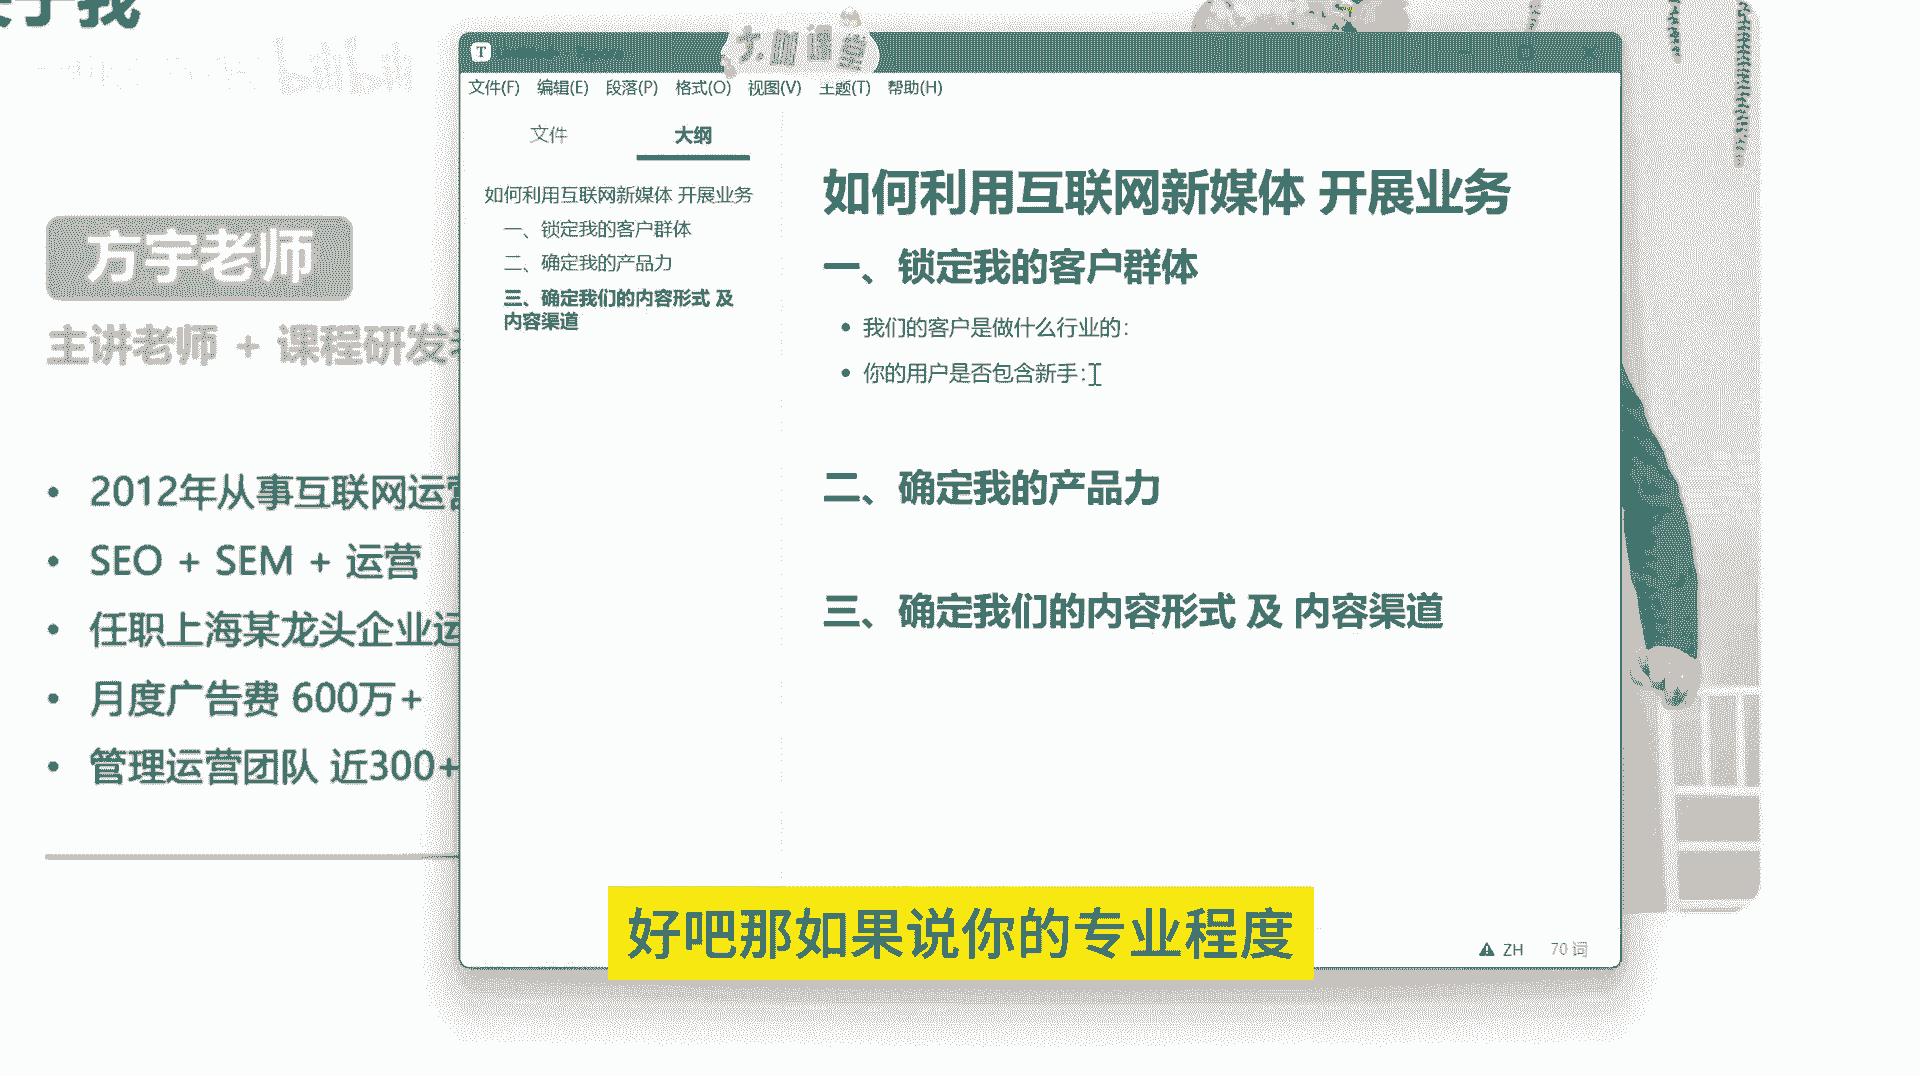 关于我
bilibili
大鹏课堂
T
文件(F) 编辑(E) 段落(P) 格式(O) 视图(V) 主题(T) 帮助(H)
文件 大纲
如何利用互联网新媒体 开展业务
一、锁定我的客户群体
二、确定我的产品力
三、确定我们的内容形式 及
内容渠道
如何利用互联网新媒体 开展业务
一、锁定我的客户群体
• 我们的客户是做什么行业的：
• 你的用户是否包含新手：
二、确定我的产品力
三、确定我们的内容形式 及 内容渠道
ZH 70 词
方宇老师
主讲老师 + 课程研发
• 2012年从事互联网运营
• SEO + SEM + 运营
• 任职上海某龙头企业运
• 月度广告费 600万+
• 管理运营团队 近300+
好吧那如果说你的专业程度